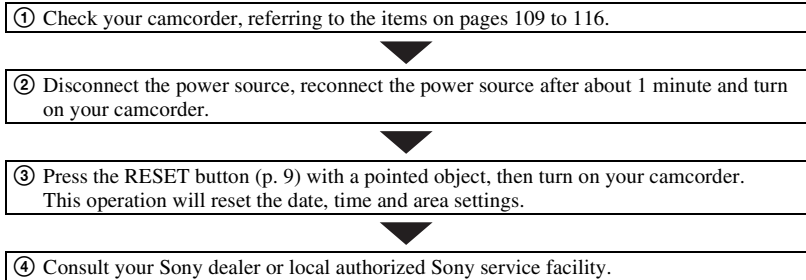 ① Check your camcorder, referring to the items on pages 109 to 116.
② Disconnect the power source, reconnect the power source after about 1 minute and turn
on your camcorder.
③ Press the RESET button (p. 9) with a pointed object, then turn on your camcorder.
This operation will reset the date, time and area settings.
④ Consult your Sony dealer or local authorized Sony service facility.